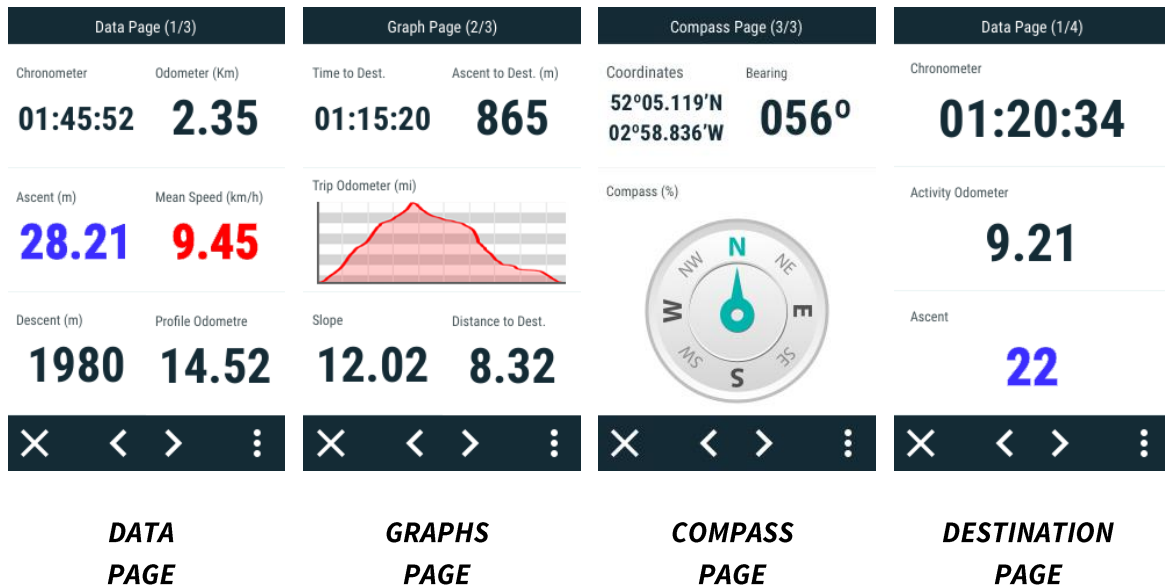 Data Page (1/3)
Chronometer Odometer (Km)
01:45:52 2.35
Ascent (m) Mean Speed (km/h)
28.21 9.45
Descent (m) Profile Odometre
1980 14.52
DATA
PAGE
Graph Page (2/3)
Time to Dest. Ascent to Dest. (m)
01:15:20 865
Trip Odometer (mi)
Slope Distance to Dest.
12.02 8.32
GRAPHS
PAGE
Compass Page (3/3)
Coordinates Bearing
52º05.119’N 056º
02º58.836’W
Compass (%)
N
NW NE
W E
SW SE
S
COMPASS
PAGE
Data Page (1/4)
Chronometer
01:20:34
Activity Odometer
9.21
Ascent
22
DESTINATION
PAGE